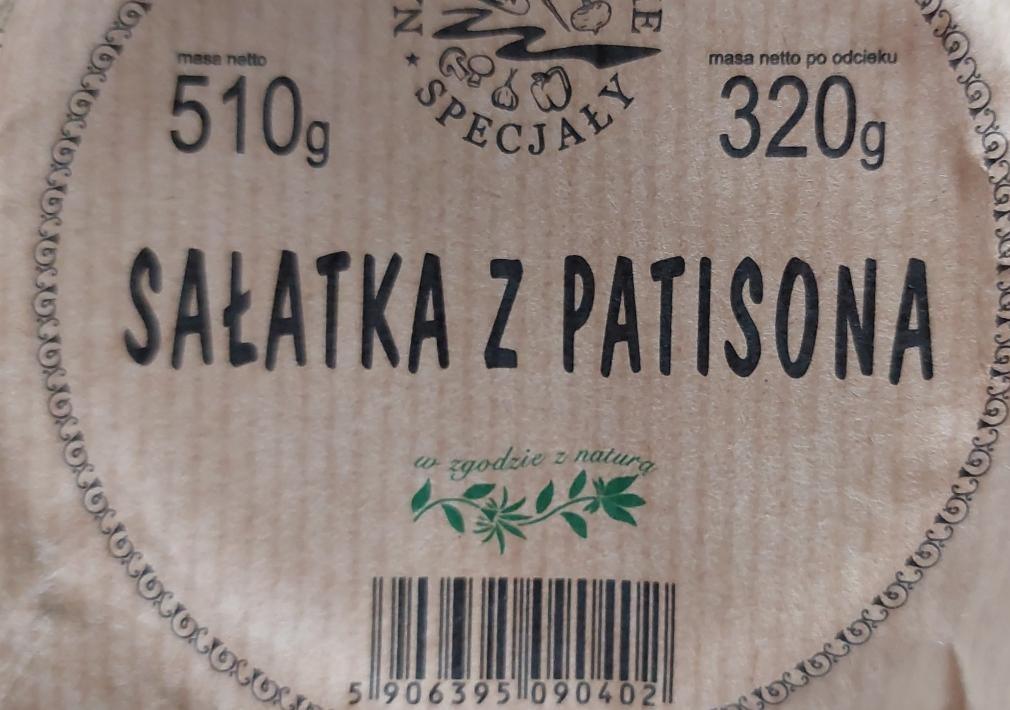 masa netto
510g
SPECJAŁY
masa netto po odcieku
320g
SAŁATKA Z PATISONA
w zgodzie z naturą
5 906395 090402